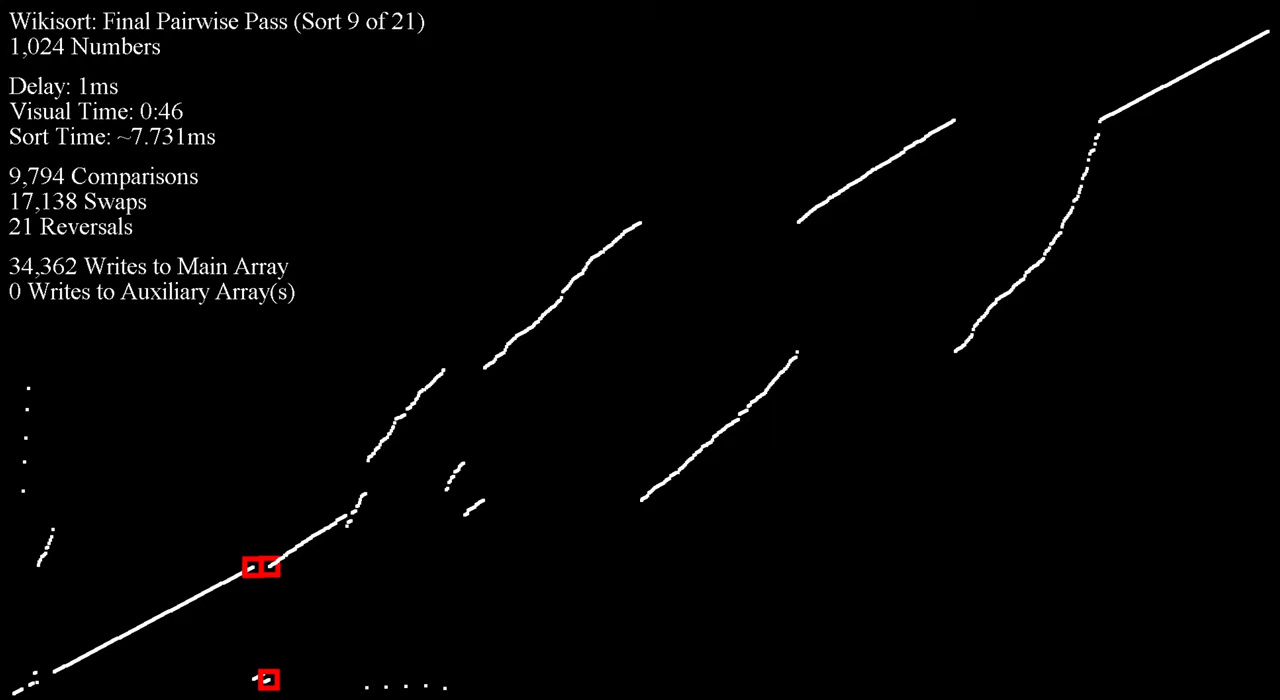 Wikisort: Final Pairwise Pass (Sort 9 of 21)
1,024 Numbers
Delay: 1ms
Visual Time: 0:46
Sort Time: ~7.731ms
9,794 Comparisons
17,138 Swaps
21 Reversals
34,362 Writes to Main Array
0 Writes to Auxiliary Array(s)